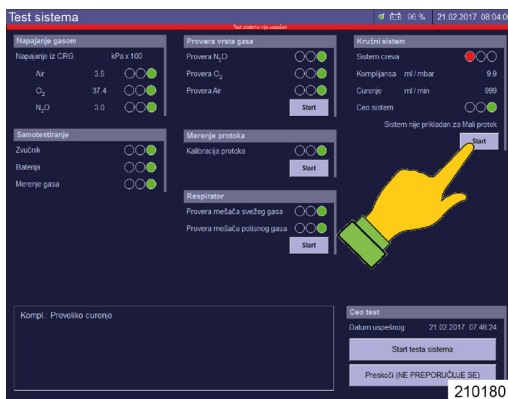 Test sistema
96 %
21.02.2017 08:04:0
Test sistema nije uspešan
Napajanje gasom
Napajanje iz CRG kPa x 100
Air 3.5
O₂ 37.4
N₂O 3.0
Samotestiranje
Zvučnik
Baterija
Merenje gasa
Provera vrsta gasa
Provera N₂O
Provera O₂
Provera Air
Start
Merenje protoka
Kalibracija protoka
Start
Respirator
Provera mešača svežeg gasa
Provera mešača potisnog gasa
Start
Kružni sistem
Sistem creva
Komplijansa ml / mbar 9.9
Curenje ml / min 999
Ceo sistem
Sistem nije prikladan za Mali protok
Start
Kompl.: Preveliko curenje
Ceo test
Datum uspešnog: 21.02.2017 07:48:24
Start testa sistema
Preskoči (NE PREPORUČUJE SE)
210180